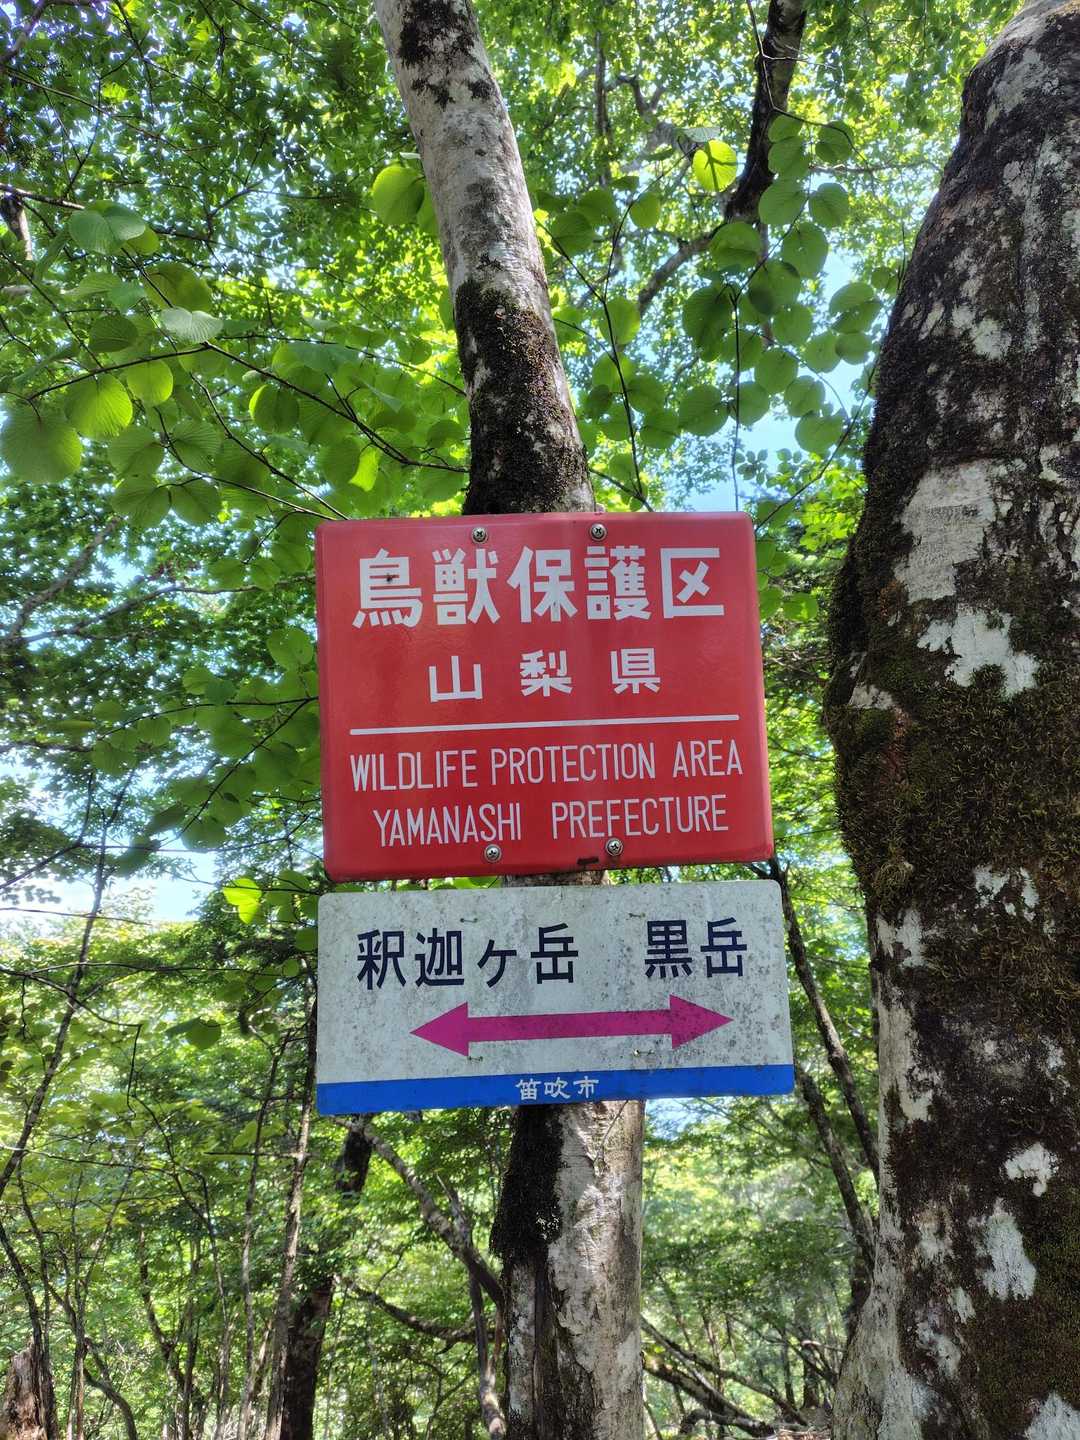 鳥獣保護区
山梨県
WILDLIFE PROTECTION AREA
YAMANASHI PREFECTURE
釈迦ヶ岳 黒岳
笛吹市